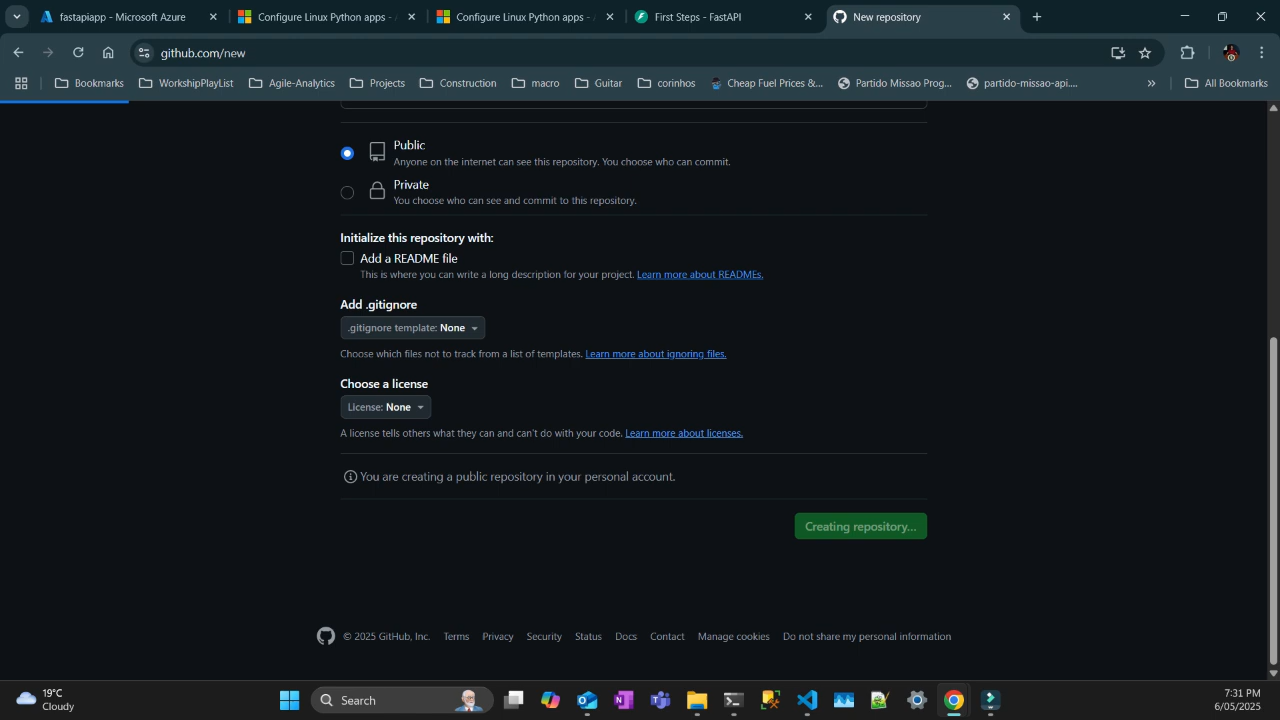 fastapiapp - Microsoft Azure
Configure Linux Python apps - A
Configure Linux Python apps - A
First Steps - FastAPI
New repository
github.com/new
Bookmarks
WorkshipPlayList
Agile-Analytics
Projects
Construction
macro
Guitar
corinhos
Cheap Fuel Prices &...
Partido Missao Prog...
partido-missao-api....
»
All Bookmarks
Public
Anyone on the internet can see this repository. You choose who can commit.
Private
You choose who can see and commit to this repository.
Initialize this repository with:
Add a README file
This is where you can write a long description for your project. Learn more about READMEs.
Add .gitignore
.gitignore template: None
Choose which files not to track from a list of templates. Learn more about ignoring files.
Choose a license
License: None
A license tells others what they can and can't do with your code. Learn more about licenses.
You are creating a public repository in your personal account.
Creating repository...
© 2025 GitHub, Inc. Terms Privacy Security Status Docs Contact Manage cookies Do not share my personal information
19°C
Cloudy
Search
7:31 PM
6/05/2025